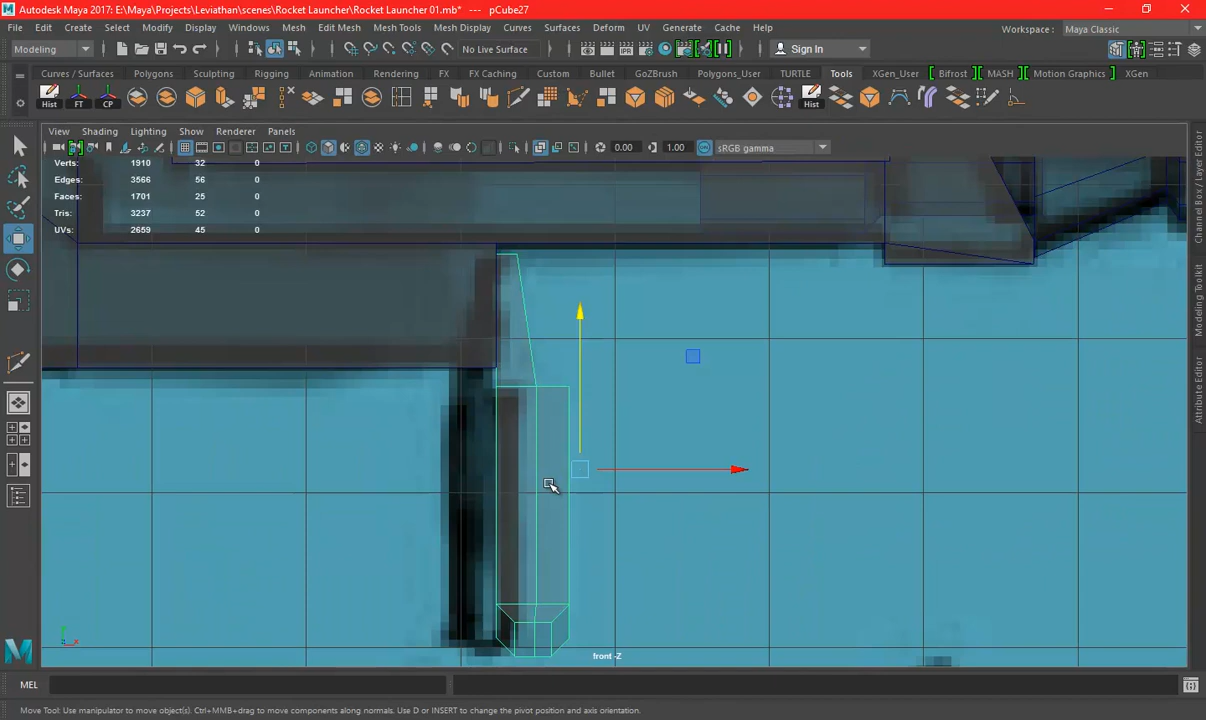 Autodesk Maya 2017: E:\Maya\Projects\Leviathan\scenes\Rocket Launcher\Rocket Launcher 01.mb* --- pCube27
File Edit Create Select Modify Display Windows Mesh Edit Mesh Mesh Tools Mesh Display Curves Surfaces Deform UV Generate Cache Help Workspace : Maya Classic
Modeling No Live Surface Sign In
Curves / Surfaces Polygons Sculpting Rigging Animation Rendering FX FX Caching Custom Bullet GoZBrush Polygons_User TURTLE Tools XGen_User Bifrost MASH Motion Graphics XGen
Hist FT CP Hist
View Shading Lighting Show Renderer Panels
0.00 1.00 sRGB gamma
Verts: 1910 32 0
Edges: 3566 56 0
Faces: 1701 25 0
Tris: 3237 52 0
UVs: 2659 45 0
Channel Box / Layer Editor
Modeling Toolkit
Attribute Editor
front -Z
MEL
Move Tool: Use manipulator to move object(s). Ctrl+MMB+drag to move components along normals. Use D or INSERT to change the pivot position and axis orientation.